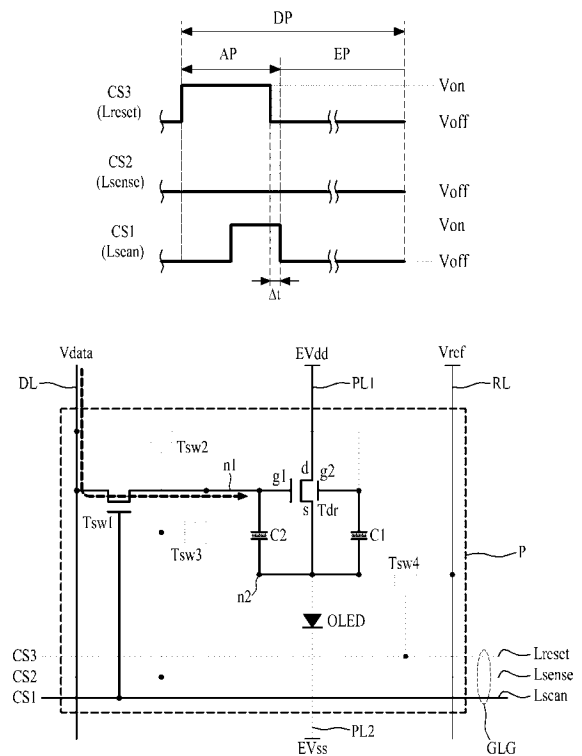 DP
AP EP
CS3 Von
(Lreset) Voff
CS2
(Lsense) Voff
CS1 Von
(Lscan) Voff
Δt
Vdata EVdd Vref
DL PL1 RL
Tsw2
n1 g1 d g2
s Tdr
Tsw1
Tsw3 C2 C1
Tsw4
P
n2
OLED
CS3 Lreset
CS2 Lsense
CS1 Lscan
PL2
EVss GLG